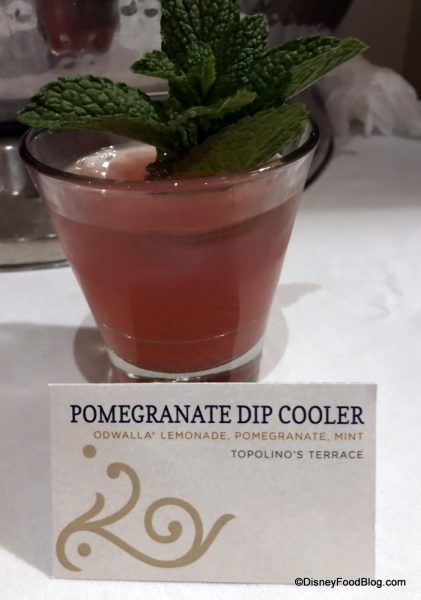 POMEGRANATE DIP COOLER
ODWALLA® LEMONADE, POMEGRANATE, MINT
TOPOLINO'S TERRACE
©DisneyFoodBlog.com